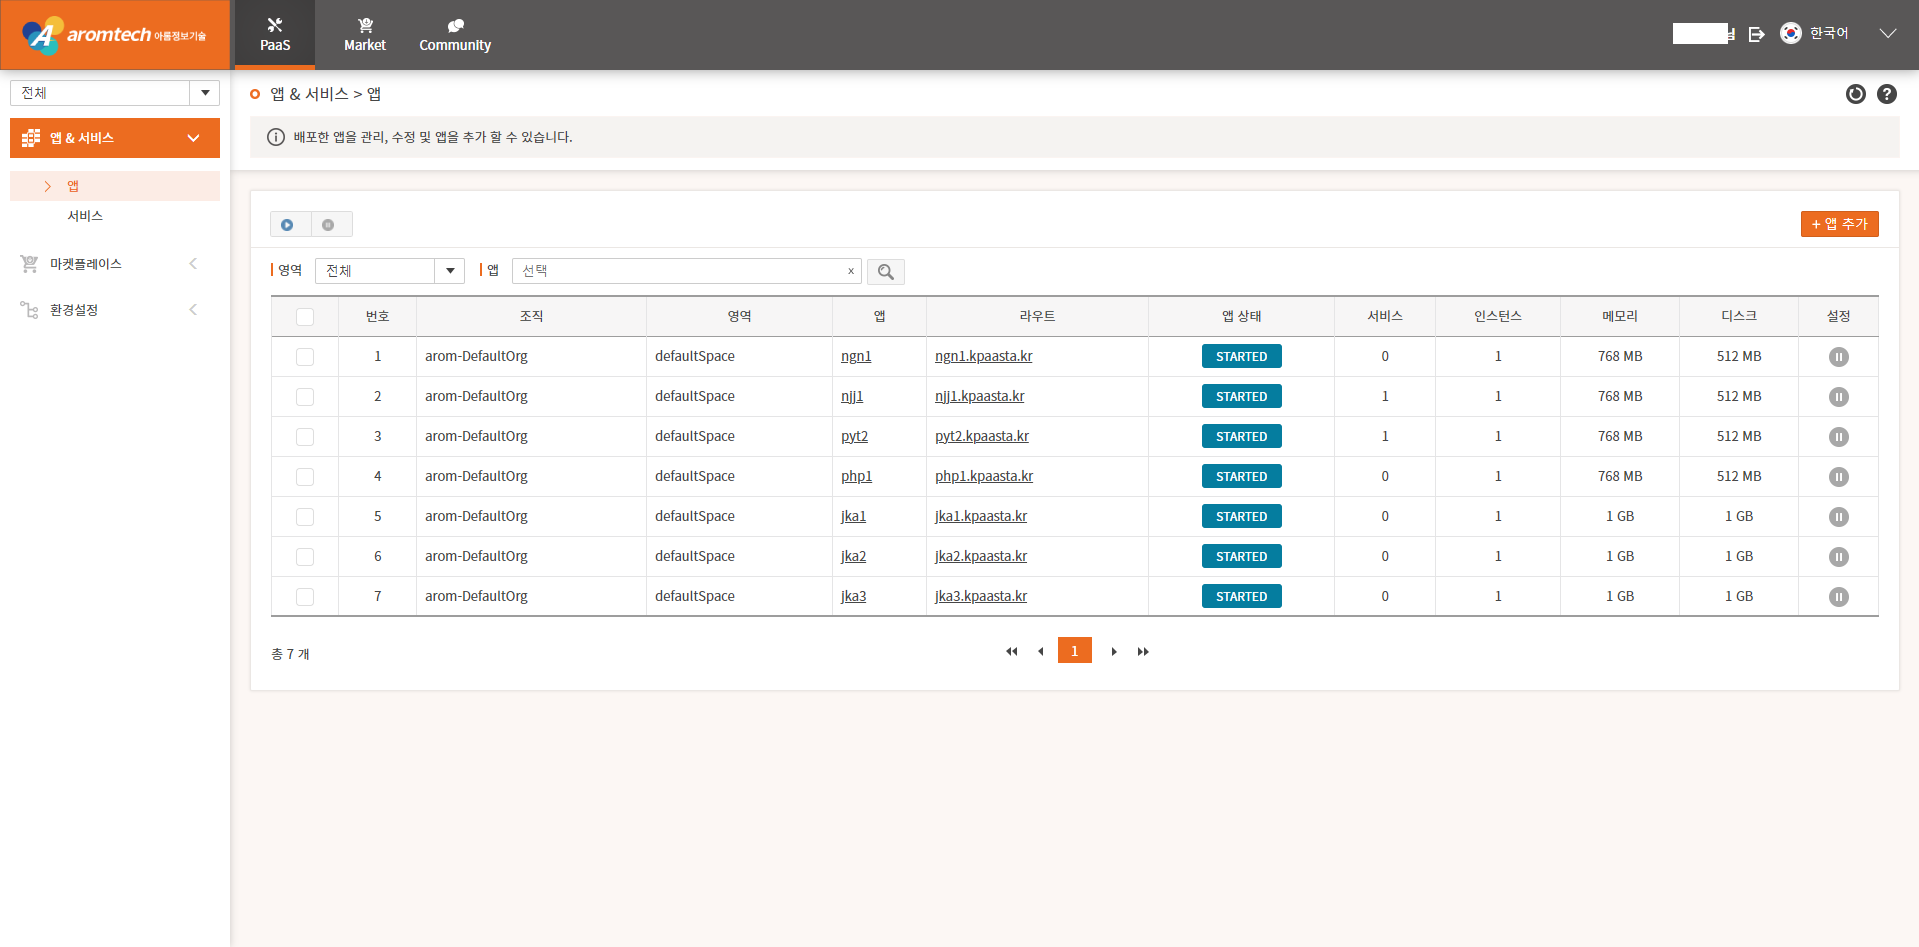 aromtech 아롬정보기술
PaaS
Market
Community
님
한국어
전체
앱 & 서비스
앱
서비스
마켓플레이스
환경설정
앱 & 서비스 > 앱
배포한 앱을 관리, 수정 및 앱을 추가 할 수 있습니다.
+ 앱 추가
영역 전체 앱 선택 x
번호 조직 영역 앱 라우트 앱 상태 서비스 인스턴스 메모리 디스크 설정
1 arom-DefaultOrg defaultSpace ngn1 ngn1.kpaasta.kr STARTED 0 1 768 MB 512 MB
2 arom-DefaultOrg defaultSpace njj1 njj1.kpaasta.kr STARTED 1 1 768 MB 512 MB
3 arom-DefaultOrg defaultSpace pyt2 pyt2.kpaasta.kr STARTED 1 1 768 MB 512 MB
4 arom-DefaultOrg defaultSpace php1 php1.kpaasta.kr STARTED 0 1 768 MB 512 MB
5 arom-DefaultOrg defaultSpace jka1 jka1.kpaasta.kr STARTED 0 1 1 GB 1 GB
6 arom-DefaultOrg defaultSpace jka2 jka2.kpaasta.kr STARTED 0 1 1 GB 1 GB
7 arom-DefaultOrg defaultSpace jka3 jka3.kpaasta.kr STARTED 0 1 1 GB 1 GB
총 7 개
1